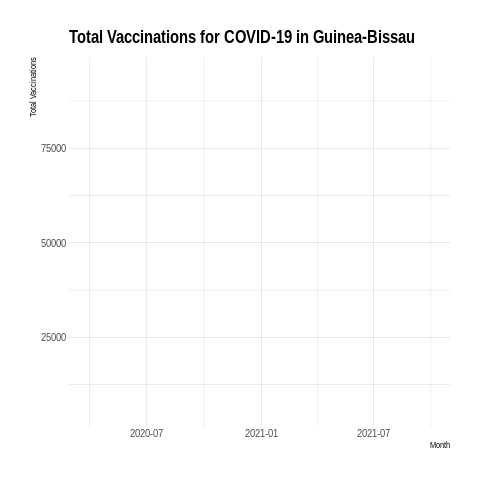 Total Vaccinations for COVID-19 in Guinea-Bissau
Total Vaccinations
75000
50000
25000
2020-07 2021-01 2021-07
Month